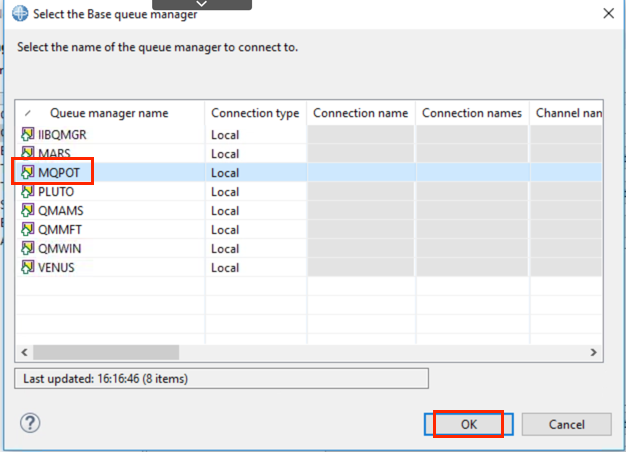 Select the Base queue manager
Select the name of the queue manager to connect to.
Queue manager name Connection type Connection name Connection names Channel nan
IIBQMGR Local
MARS Local
MQPOT Local
PLUTO Local
QMAMS Local
QMMFT Local
QMWIN Local
VENUS Local
Last updated: 16:16:46 (8 items)
OK Cancel